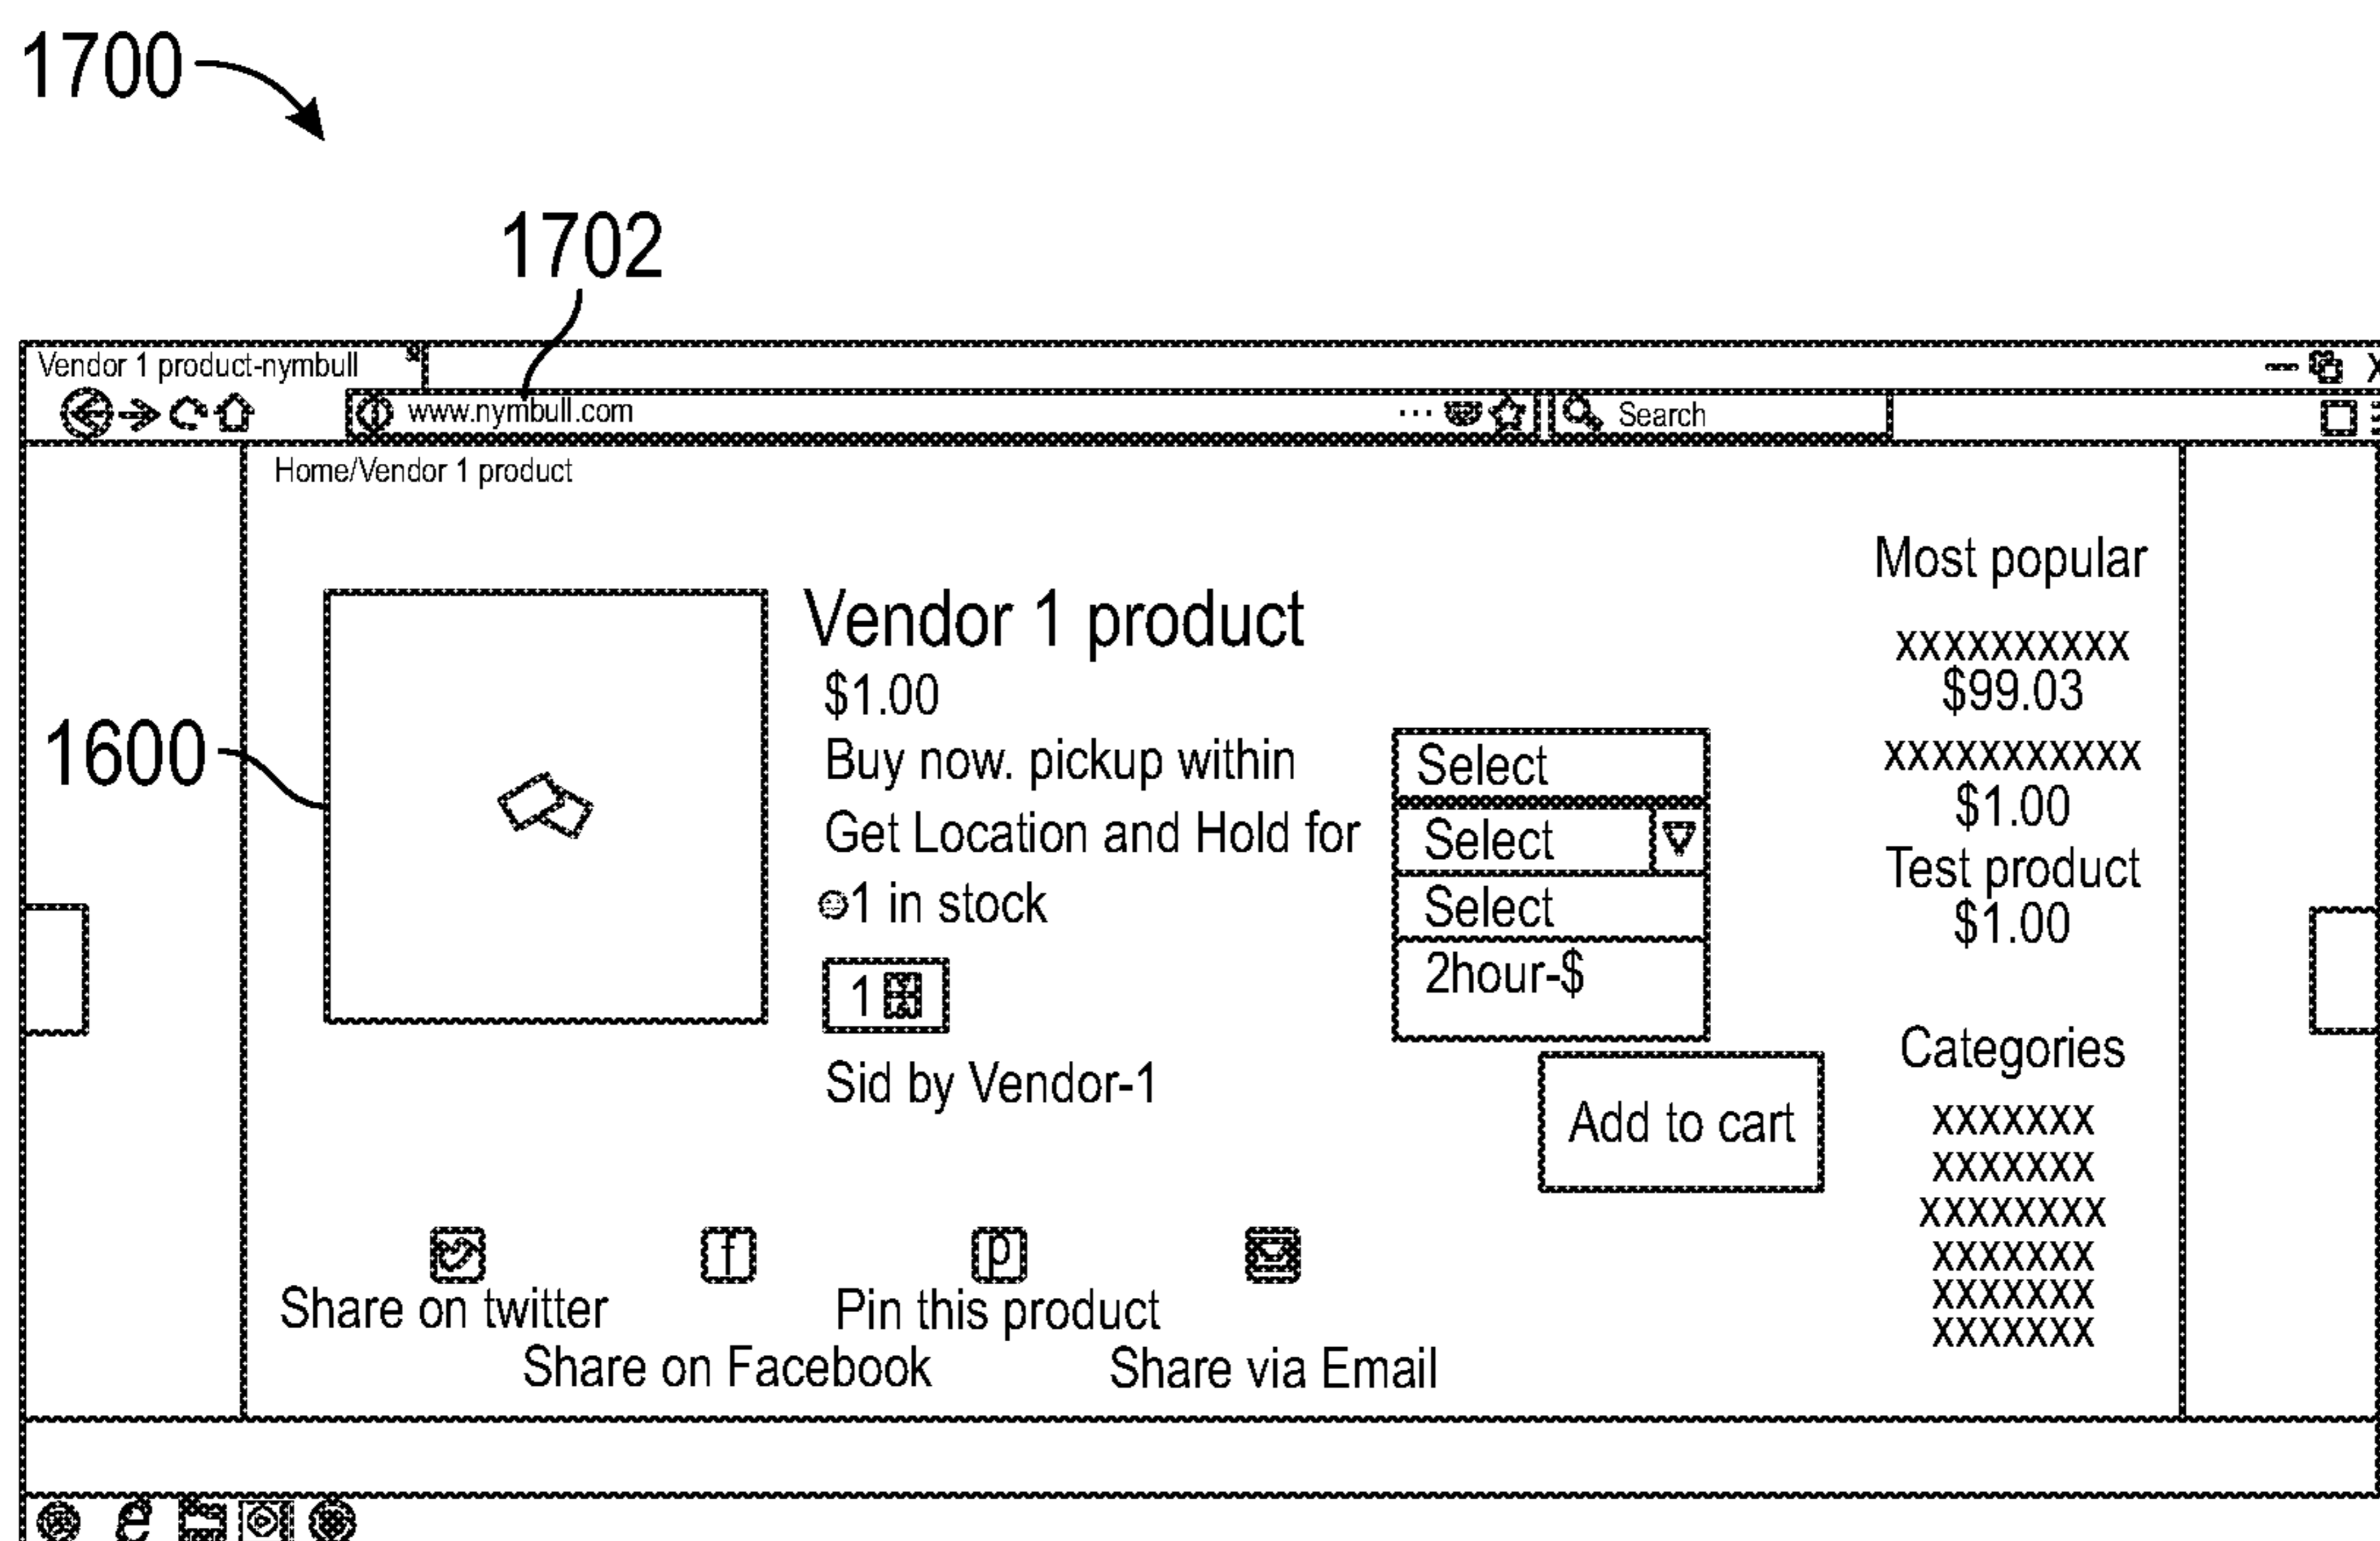 1700
1702
Vendor 1 product-nymbull
www.nymbull.com
Search
Home/Vendor 1 product
1600
Vendor 1 product
$1.00
Buy now. pickup within
Select
Get Location and Hold for
Select
1 in stock
Select
2hour-$
1
Sid by Vendor-1
Add to cart
Most popular
XXXXXXXXXX
$99.03
XXXXXXXXXXX
$1.00
Test product
$1.00
Categories
XXXXXXX
XXXXXXX
XXXXXXXX
XXXXXXX
XXXXXXX
XXXXXXX
f
p
Share on twitter
Share on Facebook
Pin this product
Share via Email
e